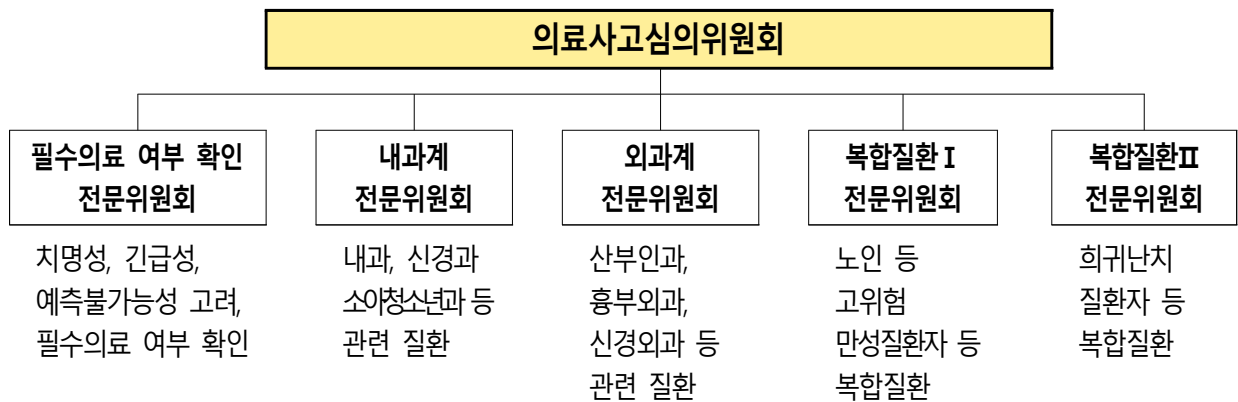 의료사고심의위원회
필수의료 여부 확인
전문위원회
치명성, 긴급성,
예측불가능성 고려,
필수의료 여부 확인
내과계
전문위원회
내과, 신경과
소아청소년과 등
관련 질환
외과계
전문위원회
산부인과,
흉부외과,
신경외과 등
관련 질환
복합질환Ⅰ
전문위원회
노인 등
고위험
만성질환자 등
복합질환
복합질환Ⅱ
전문위원회
희귀난치
질환자 등
복합질환